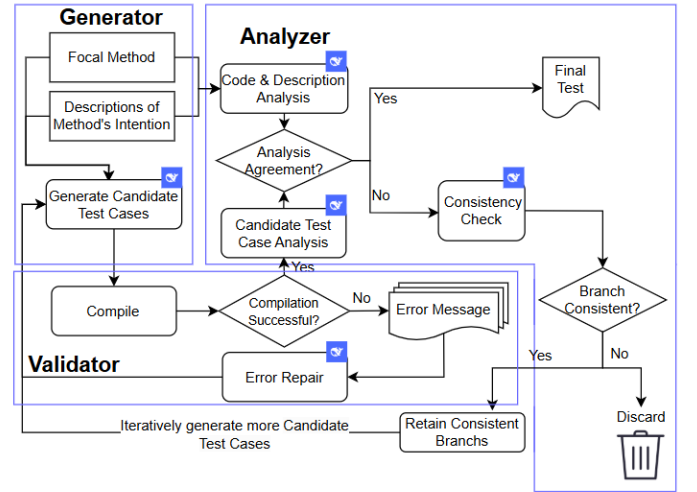 Generator
Analyzer
Focal Method
Descriptions of
Method's Intention
Code & Description
Analysis
Yes
Final
Test
Analysis
Agreement?
No
Generate Candidate
Test Cases
Candidate Test
Case Analysis
Consistency
Check
Yes
Compile
Compilation
Successful?
No
Error Message
Branch
Consistent?
Validator
Error Repair
Yes
No
Iteratively generate more Candidate
Test Cases
Retain Consistent
Branchs
Discard